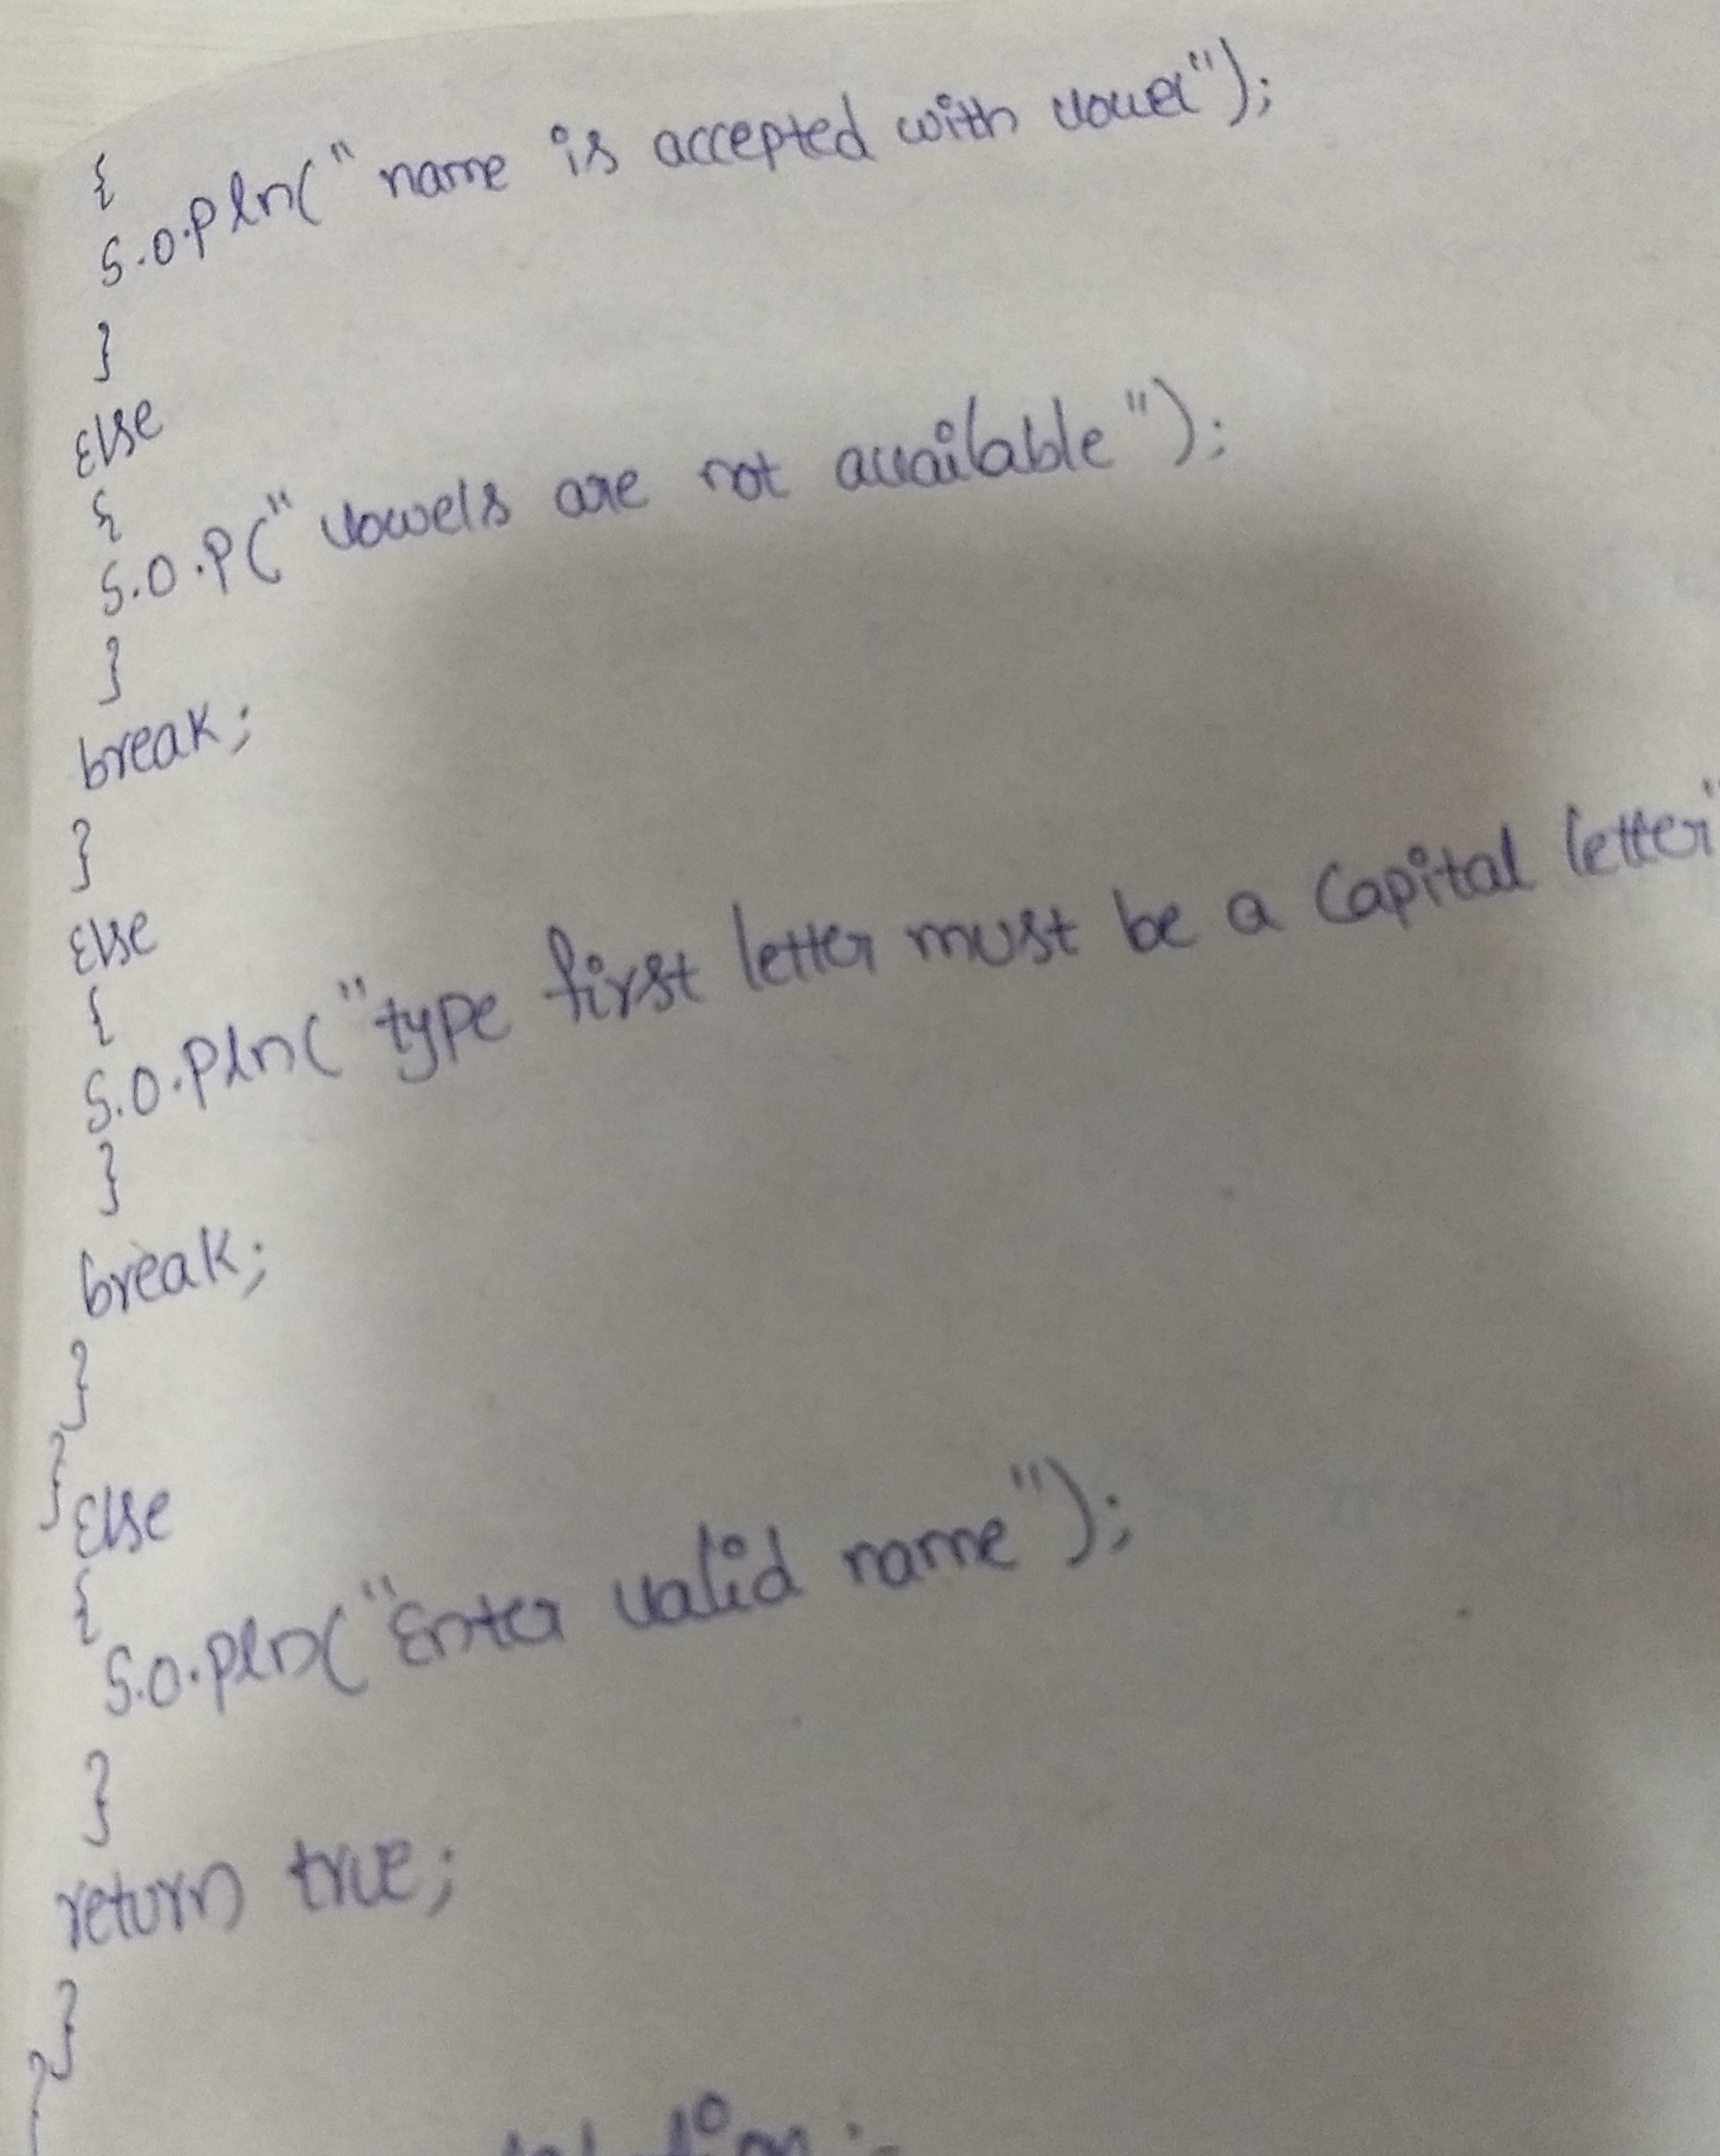 {
S.O.Pln(" name is accepted with vowel");
}
Else
{
S.O.P(" vowels are not available");
}
break;
}
Else
{
S.O.Pln("type first letter must be a Capital letter"
}
break;
}
}
Else
{
S.O.Pln("Enter valid name");
}
return true;
}
}